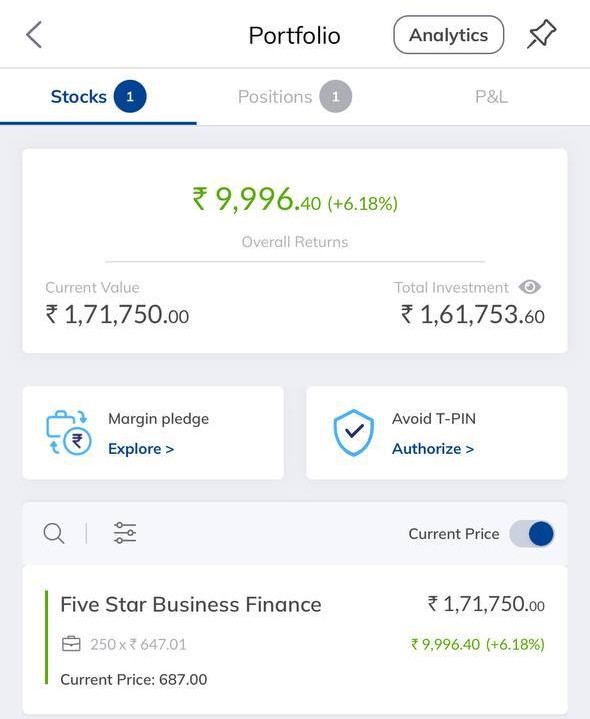 Portfolio
Analytics
Stocks 1
Positions 1
P&L
₹ 9,996.40 (+6.18%)
Overall Returns
Current Value
Total Investment
₹ 1,71,750.00
₹ 1,61,753.60
Margin pledge
Explore >
Avoid T-PIN
Authorize >
Current Price
Five Star Business Finance
₹ 1,71,750.00
250 x ₹ 647.01
₹ 9,996.40 (+6.18%)
Current Price: 687.00